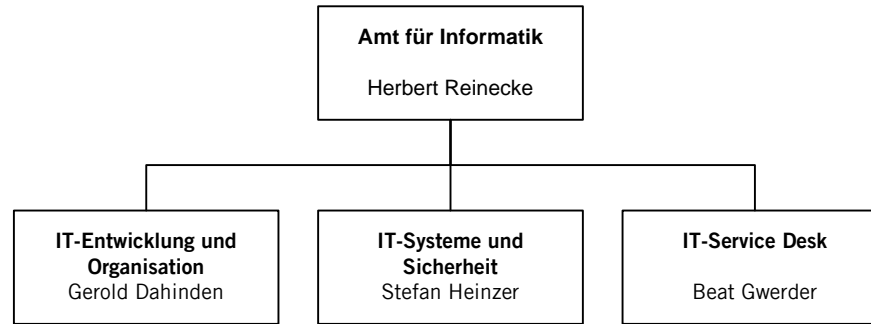 Amt für Informatik
Herbert Reinecke
IT-Entwicklung und
Organisation
Gerold Dahinden
IT-Systeme und
Sicherheit
Stefan Heinzer
IT-Service Desk
Beat Gwerder